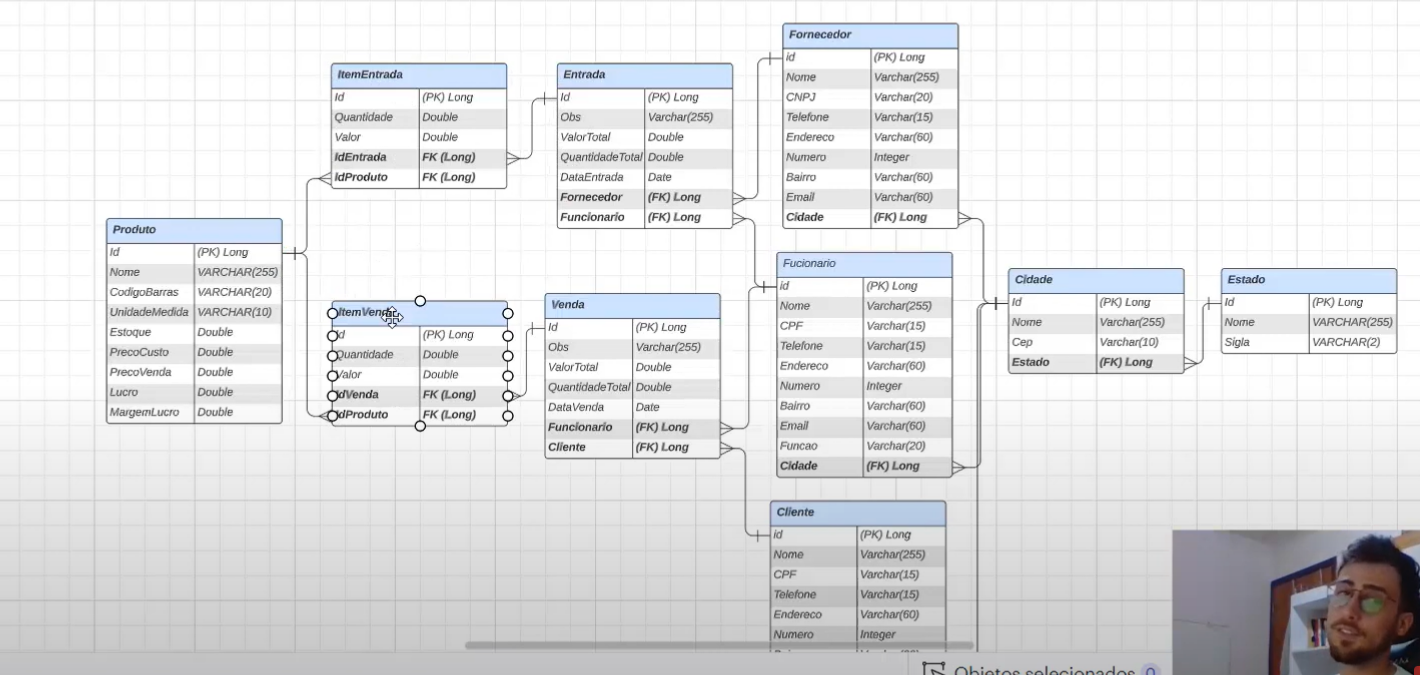 Fornecedor
id (PK) Long
Nome Varchar(255)
CNPJ Varchar(20)
Telefone Varchar(15)
Endereco Varchar(60)
Numero Integer
Bairro Varchar(60)
Email Varchar(60)
Cidade (FK) Long
ItemEntrada
Id (PK) Long
Quantidade Double
Valor Double
IdEntrada FK (Long)
IdProduto FK (Long)
Entrada
Id (PK) Long
Obs Varchar(255)
ValorTotal Double
QuantidadeTotal Double
DataEntrada Date
Fornecedor (FK) Long
Funcionario (FK) Long
Produto
Id (PK) Long
Nome VARCHAR(255)
CodigoBarras VARCHAR(20)
UnidadeMedida VARCHAR(10)
Estoque Double
PrecoCusto Double
PrecoVenda Double
Lucro Double
MargemLucro Double
ItemVenda
Id (PK) Long
Quantidade Double
Valor Double
IdVenda FK (Long)
IdProduto FK (Long)
Venda
Id (PK) Long
Obs Varchar(255)
ValorTotal Double
QuantidadeTotal Double
DataVenda Date
Funcionario (FK) Long
Cliente (FK) Long
Fucionario
id (PK) Long
Nome Varchar(255)
CPF Varchar(15)
Telefone Varchar(15)
Endereco Varchar(60)
Numero Integer
Bairro Varchar(60)
Email Varchar(60)
Funcao Varchar(20)
Cidade (FK) Long
Cidade
Id (PK) Long
Nome Varchar(255)
Cep Varchar(10)
Estado (FK) Long
Estado
Id (PK) Long
Nome VARCHAR(255)
Sigla VARCHAR(2)
Cliente
id (PK) Long
Nome Varchar(255)
CPF Varchar(15)
Telefone Varchar(15)
Endereco Varchar(60)
Numero Integer
Objetos selecionados 0